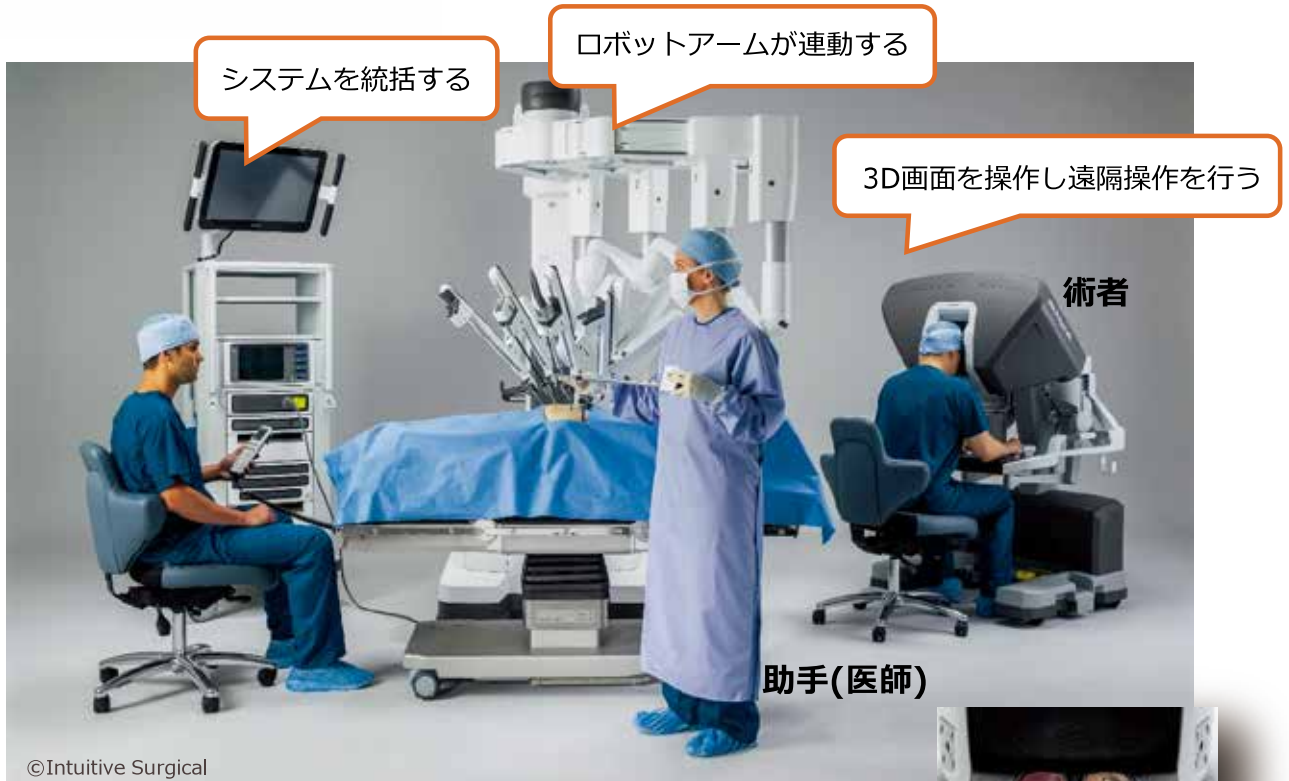 システムを統括する
ロボットアームが連動する
3D画面を操作し遠隔操作を行う
術者
助手(医師)
©Intuitive Surgical